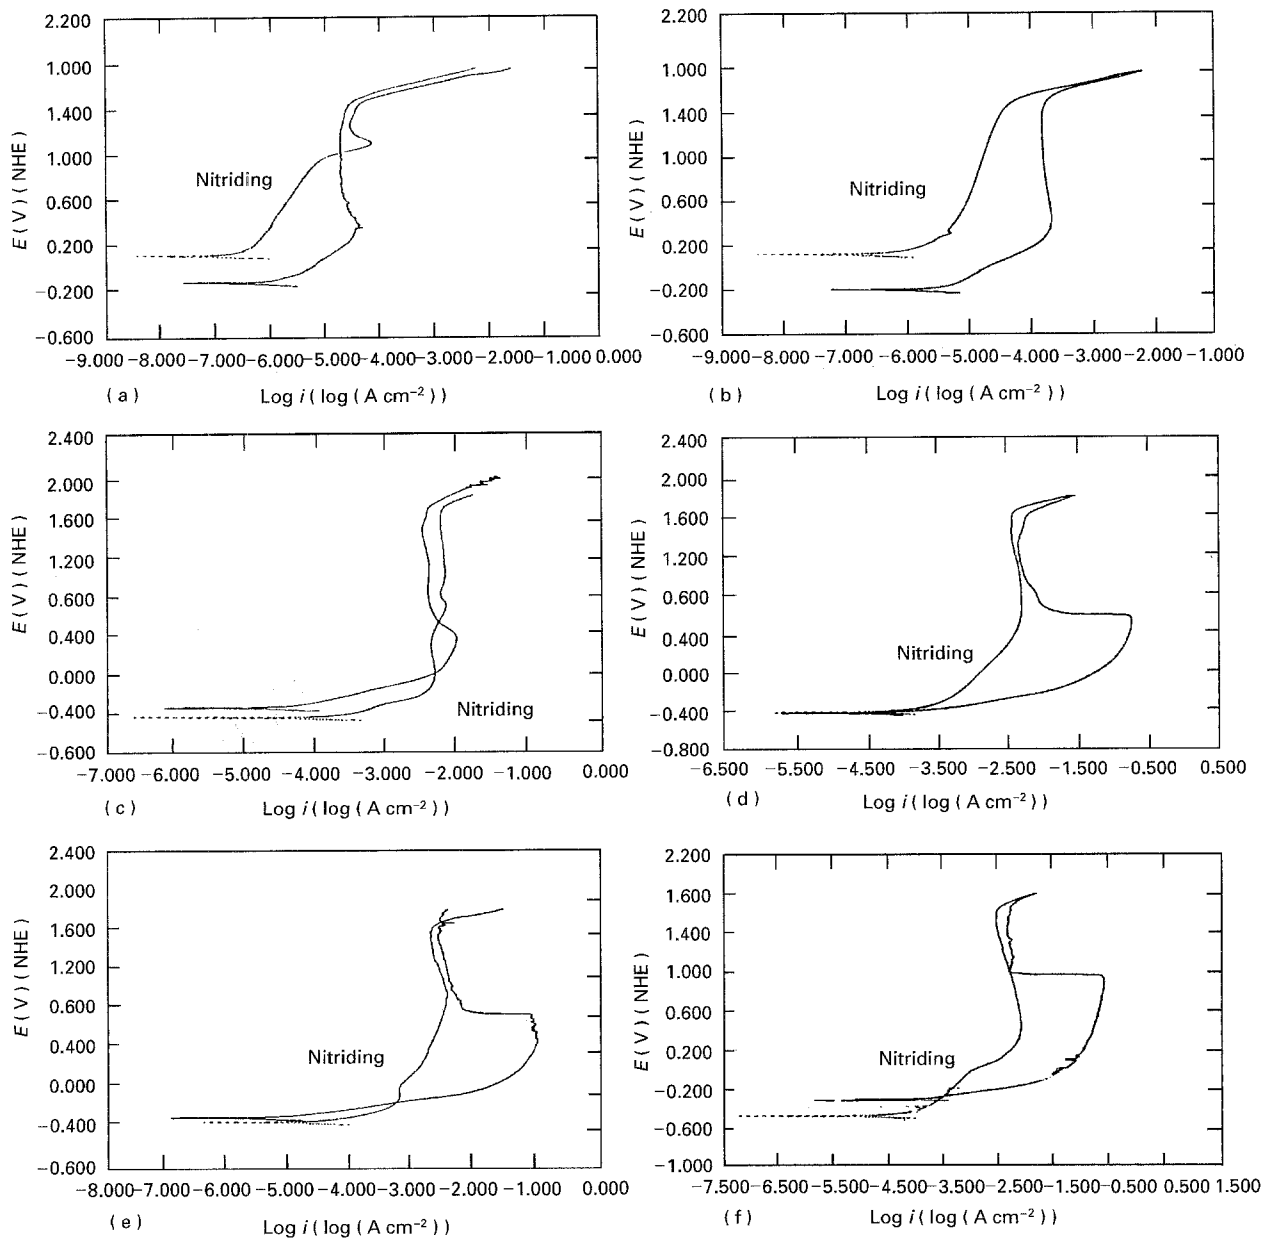 2.200
1.000
1.400
1.000
0.600
0.200
−0.200
−0.600
E (V) (NHE)
Nitriding
−9.000 −8.000 −7.000 −6.000 −5.000 −4.000 −3.000 −2.000 −1.000 0.000
(a) Log i (log (A cm⁻²))
2.200
1.000
1.400
1.000
0.600
0.200
−0.200
−0.600
E (V) (NHE)
Nitriding
−9.000 −8.000 −7.000 −6.000 −5.000 −4.000 −3.000 −2.000 −1.000
(b) Log i (log (A cm⁻²))
2.400
2.000
1.600
1.200
0.600
0.400
0.000
−0.400
−0.600
E (V) (NHE)
Nitriding
−7.000 −6.000 −5.000 −4.000 −3.000 −2.000 −1.000 0.000
(c) Log i (log (A cm⁻²))
2.400
2.000
1.600
1.200
0.600
0.400
0.000
−0.400
−0.800
E (V) (NHE)
Nitriding
−6.500 −5.500 −4.500 −3.500 −2.500 −1.500 −0.500 0.500
(d) Log i (log (A cm⁻²))
2.400
2.000
1.600
1.200
0.600
0.400
0.000
−0.400
−0.600
E (V) (NHE)
Nitriding
−8.000 −7.000 −6.000 −5.000 −4.000 −3.000 −2.000 −1.000 0.000
(e) Log i (log (A cm⁻²))
2.200
1.600
1.400
1.000
0.600
0.200
−0.200
−0.600
−1.000
E (V) (NHE)
Nitriding
−7.500 −6.500 −5.500 −4.500 −3.500 −2.500 −1.500 −0.500 0.500 1.500
(f) Log i (log (A cm⁻²))